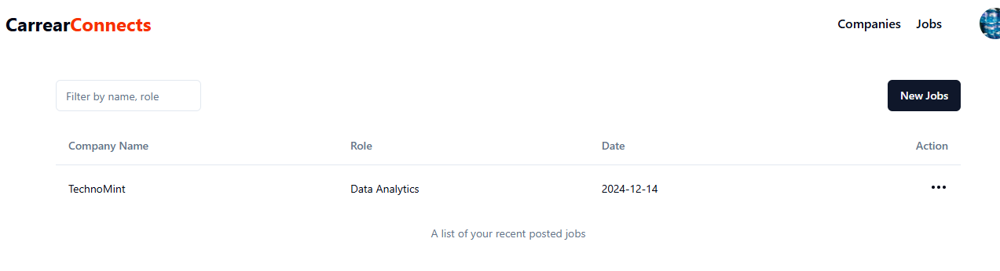 CarrearConnects
Companies Jobs
Filter by name, role
New Jobs
Company Name Role Date Action
TechnoMint Data Analytics 2024-12-14
A list of your recent posted jobs